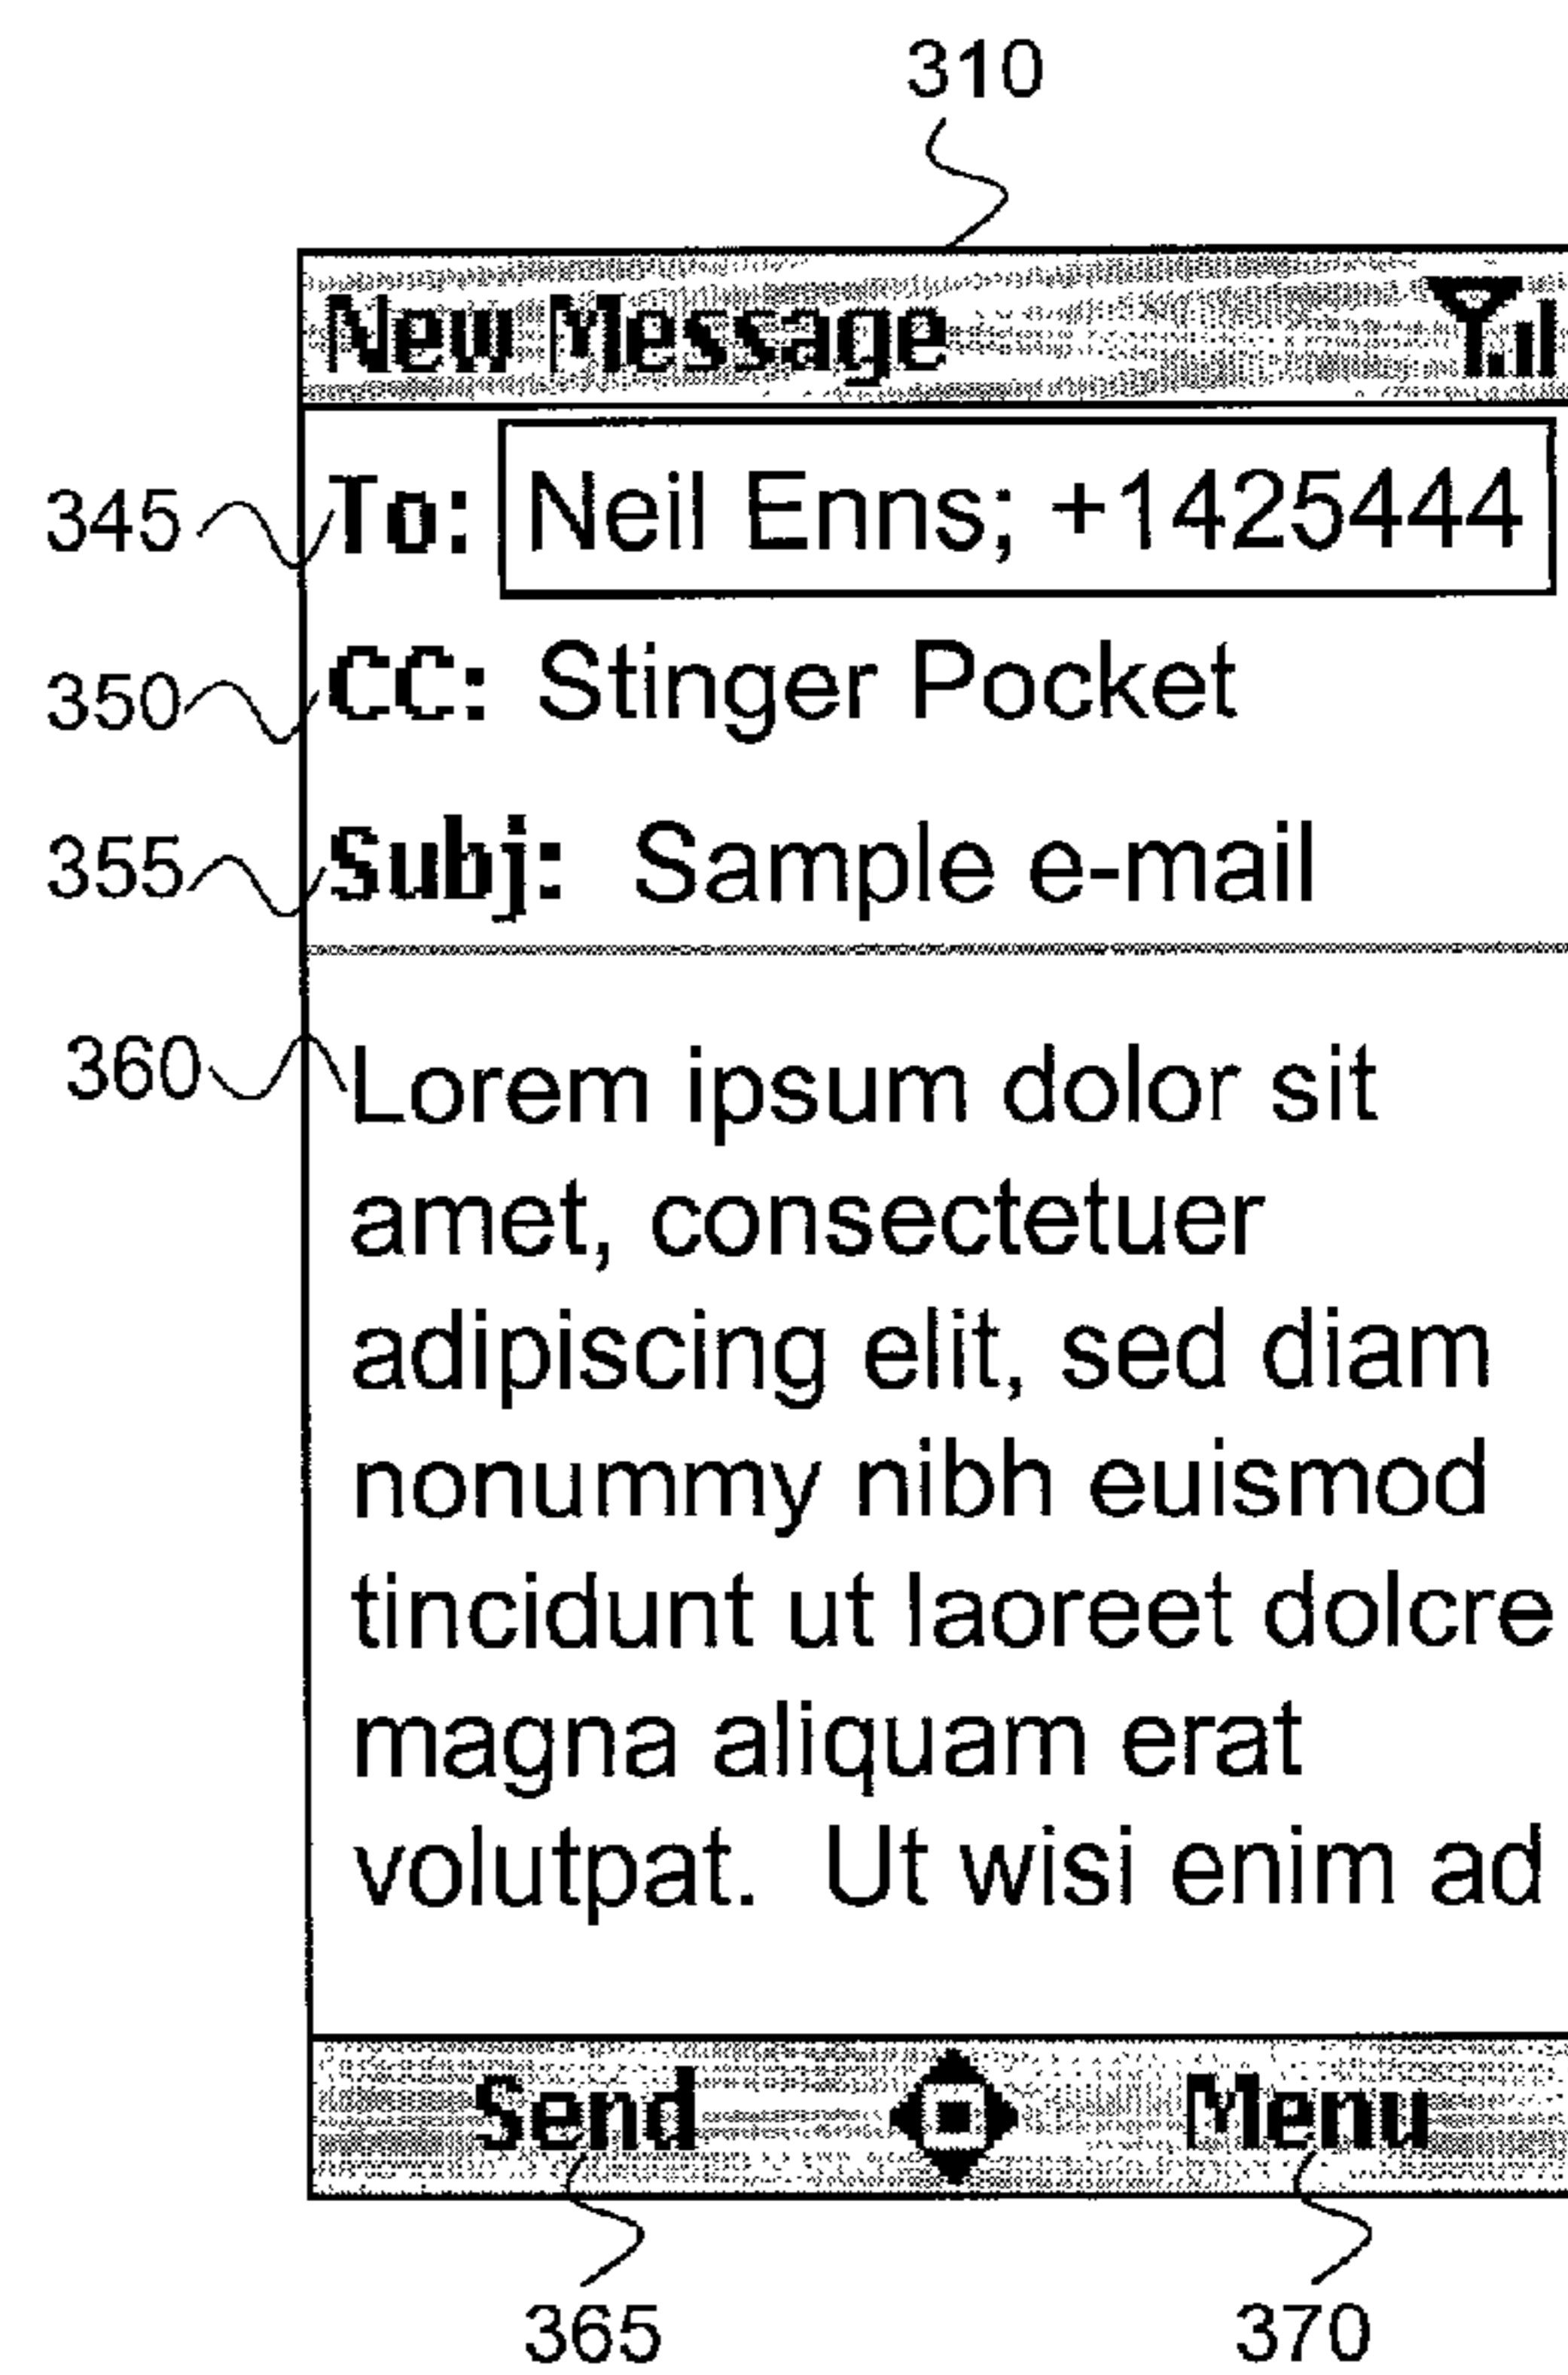 310
New Message
345 To: Neil Enns; +1425444
350 CC: Stinger Pocket
355 Subj: Sample e-mail
360 Lorem ipsum dolor sit
amet, consectetuer
adipiscing elit, sed diam
nonummy nibh euismod
tincidunt ut laoreet dolcre
magna aliquam erat
volutpat. Ut wisi enim ad
Send Menu
365 370